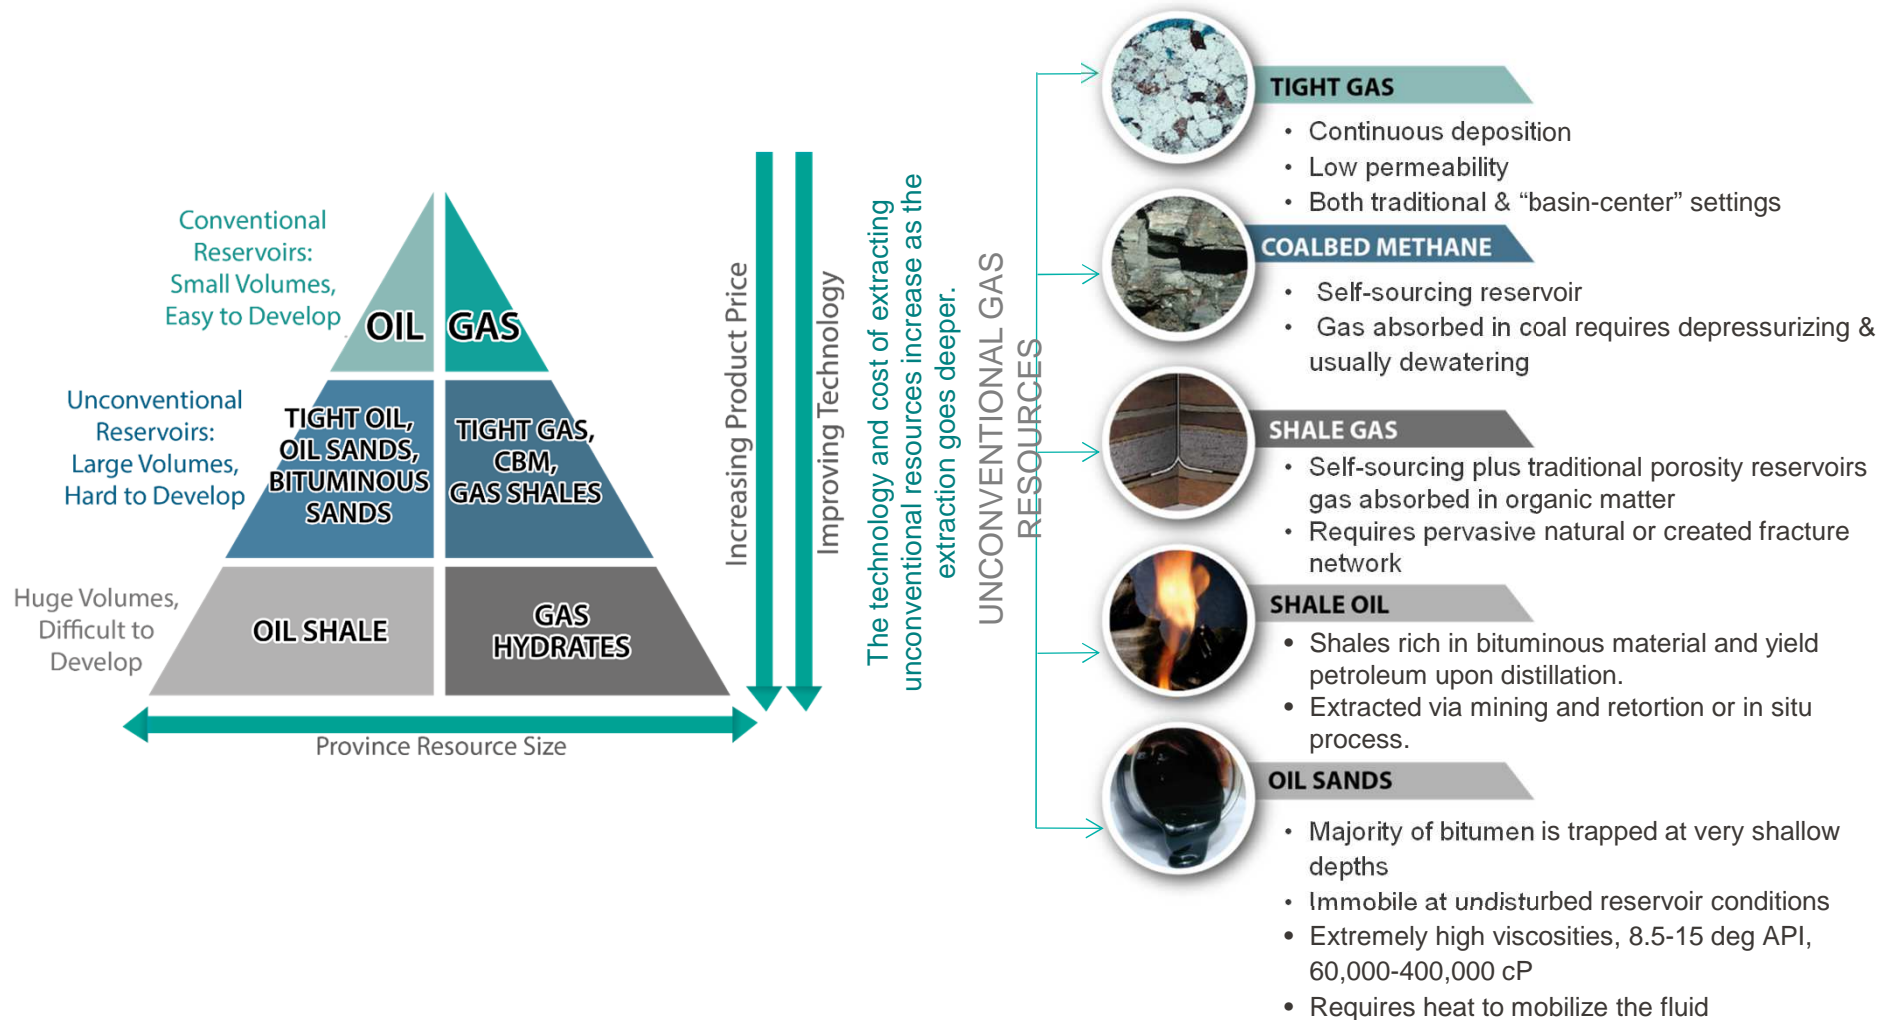 Conventional
Reservoirs:
Small Volumes,
Easy to Develop
OIL
GAS
Unconventional
Reservoirs:
Large Volumes,
Hard to Develop
TIGHT OIL,
OIL SANDS,
BITUMINOUS
SANDS
TIGHT GAS,
CBM,
GAS SHALES
Huge Volumes,
Difficult to
Develop
OIL SHALE
GAS
HYDRATES
Province Resource Size
Increasing Product Price
Improving Technology
The technology and cost of extracting
unconventional resources increase as the
extraction goes deeper.
UNCONVENTIONAL GAS
RESOURCES
TIGHT GAS
• Continuous deposition
• Low permeability
• Both traditional & “basin-center” settings
COALBED METHANE
• Self-sourcing reservoir
• Gas absorbed in coal requires depressurizing &
usually dewatering
SHALE GAS
• Self-sourcing plus traditional porosity reservoirs
gas absorbed in organic matter
• Requires pervasive natural or created fracture
network
SHALE OIL
• Shales rich in bituminous material and yield
petroleum upon distillation.
• Extracted via mining and retortion or in situ
process.
OIL SANDS
• Majority of bitumen is trapped at very shallow
depths
• Immobile at undisturbed reservoir conditions
• Extremely high viscosities, 8.5-15 deg API,
60,000-400,000 cP
• Requires heat to mobilize the fluid